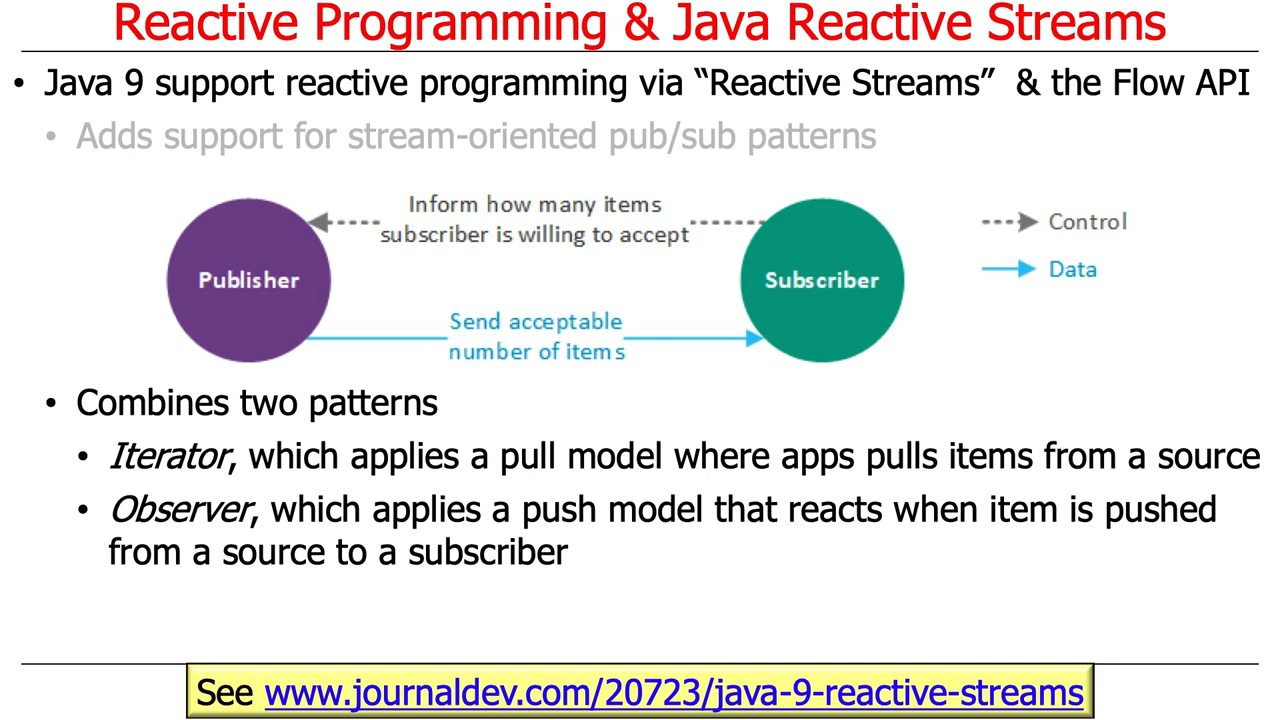 Reactive Programming & Java Reactive Streams
• Java 9 support reactive programming via “Reactive Streams” & the Flow API
• Adds support for stream-oriented pub/sub patterns
Inform how many items
subscriber is willing to accept
Control
Publisher
Subscriber
Data
Send acceptable
number of items
• Combines two patterns
• Iterator, which applies a pull model where apps pulls items from a source
• Observer, which applies a push model that reacts when item is pushed
from a source to a subscriber
See www.journaldev.com/20723/java-9-reactive-streams